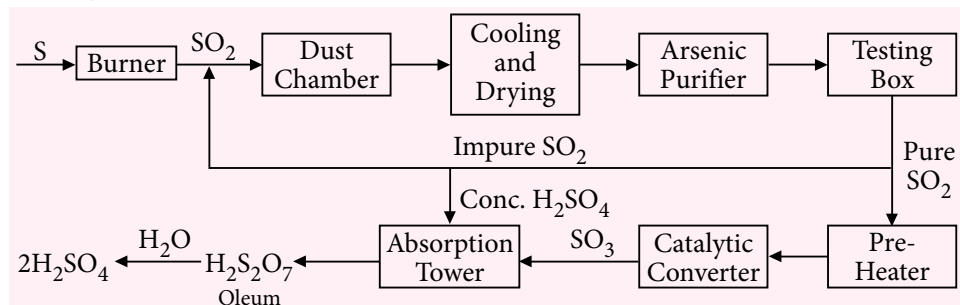 S
Burner
SO₂
Dust
Chamber
Cooling
and
Drying
Arsenic
Purifier
Testing
Box
Impure SO₂
Pure
SO₂
Conc. H₂SO₄
2H₂SO₄
H₂O
H₂S₂O₇
Oleum
Absorption
Tower
SO₃
Catalytic
Converter
Pre-
Heater